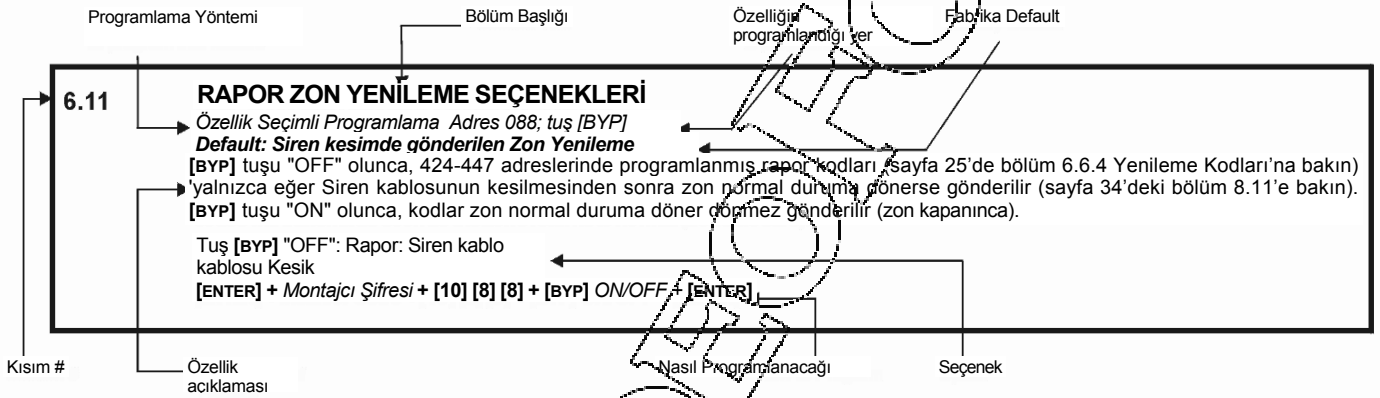 Programlama Yöntemi
Bölüm Başlığı
Özelliğin
programlandığı yer
Fabrika Default
6.11
RAPOR ZON YENİLEME SEÇENEKLERİ
Özellik Seçimli Programlama Adres 088; tuş [BYP]
Default: Siren kesimde gönderilen Zon Yenileme
[BYP] tuşu "OFF" olunca, 424-447 adreslerinde programlanmış rapor kodları (sayfa 25'de bölüm 6.6.4 Yenileme Kodları'na bakın)
'yalnızca eğer Siren kablosunun kesilmesinden sonra zon normal duruma dönerse gönderilir (sayfa 34'deki bölüm 8.11'e bakın).
[BYP] tuşu "ON" olunca, kodlar zon normal duruma döner dönmez gönderilir (zon kapanınca).
Tuş [BYP] "OFF": Rapor: Siren kablo
kablosu Kesik
[ENTER] + Montajcı Şifresi + [10] [8] [8] + [BYP] ON/OFF + [ENTER]
Kısım #
Özellik
açıklaması
Nasıl Programlanacağı
Seçenek